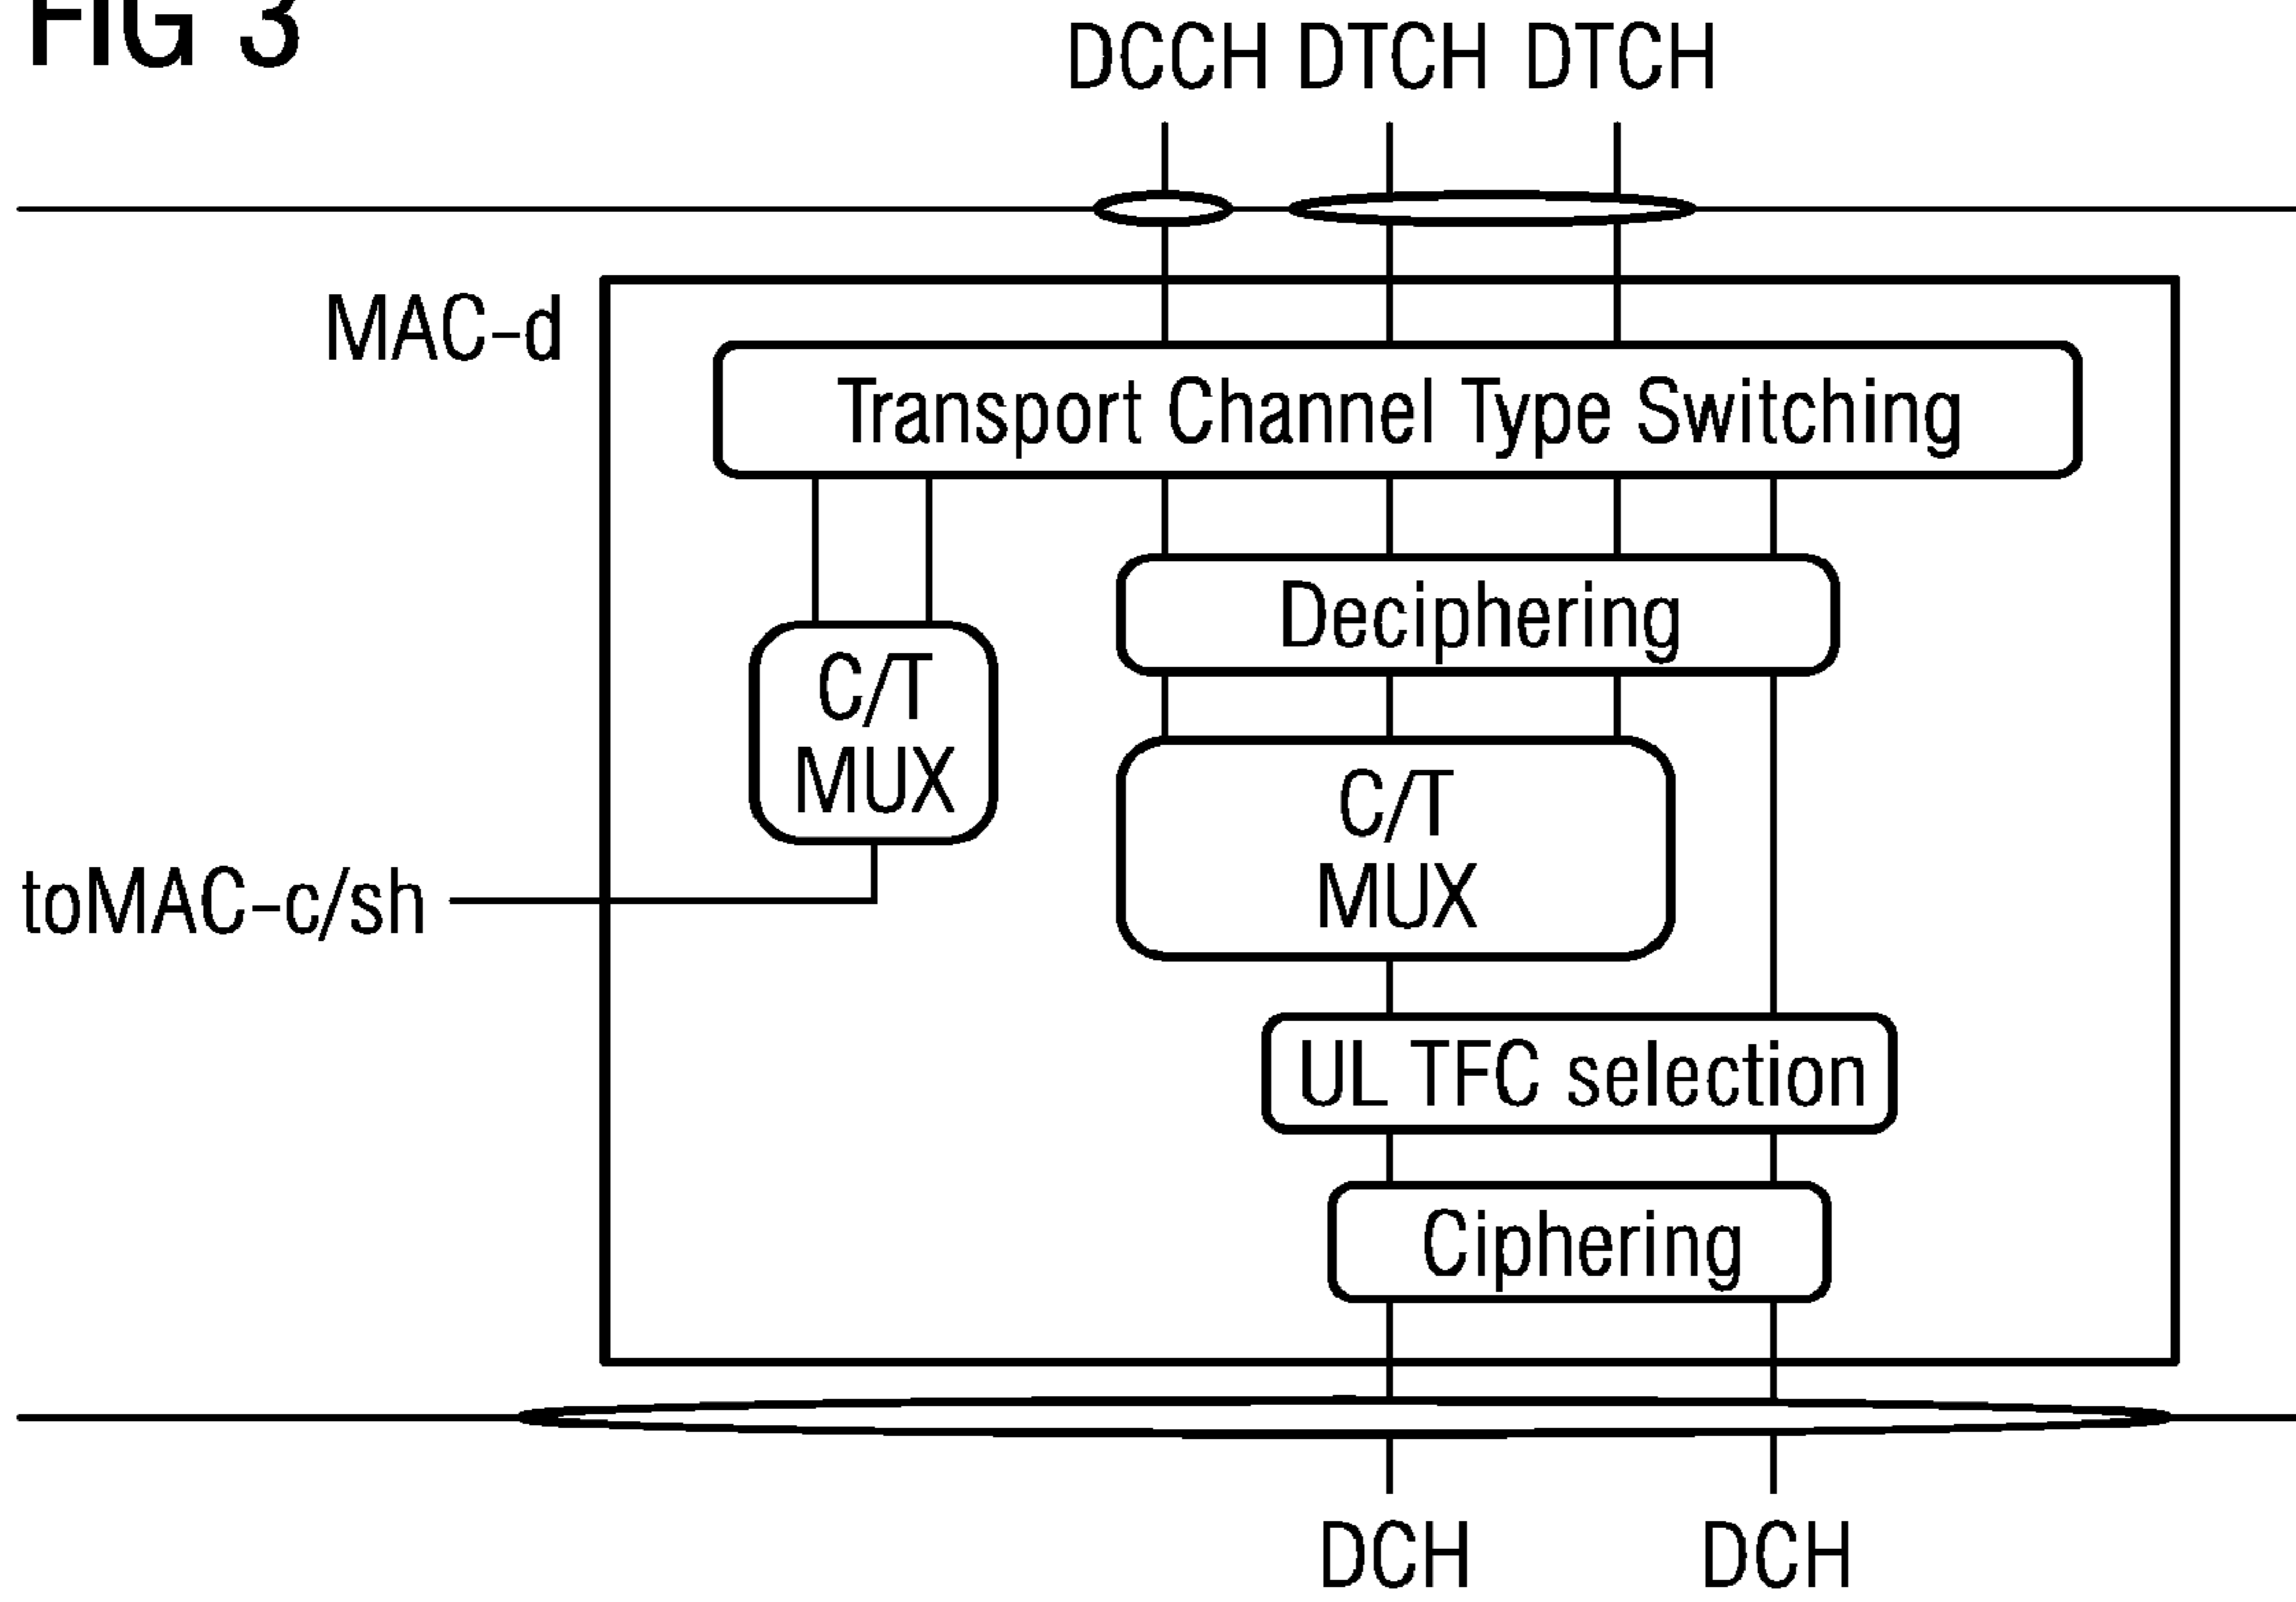 FIG 3
DCCH DTCH DTCH
MAC-d
Transport Channel Type Switching
Deciphering
C/T
MUX
C/T
MUX
toMAC-c/sh
UL TFC selection
Ciphering
DCH DCH